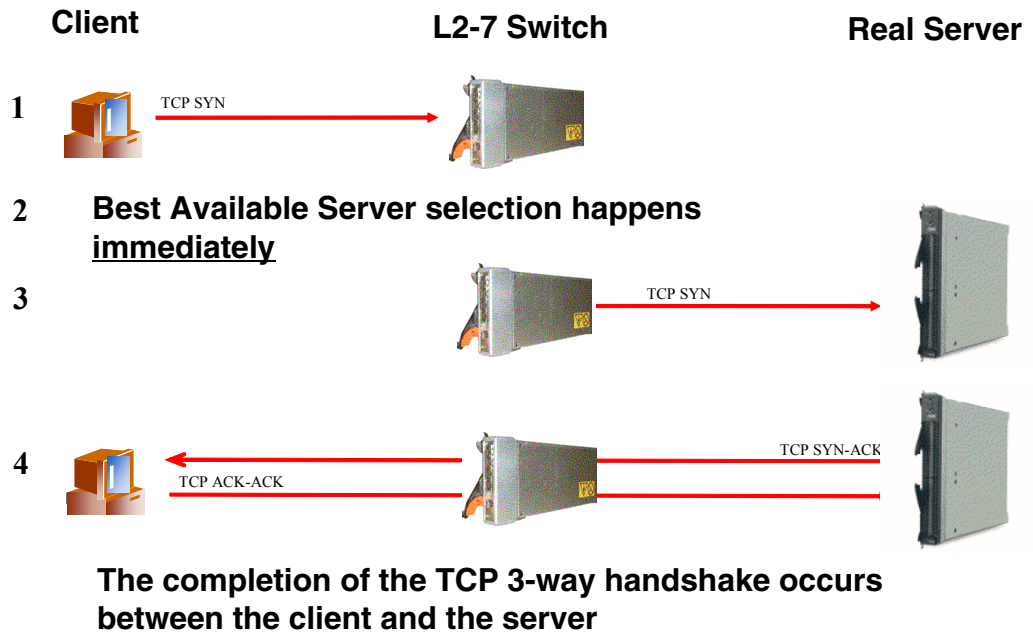 Client
L2-7 Switch
Real Server
1
TCP SYN
2
Best Available Server selection happens
immediately
3
TCP SYN
4
TCP SYN-ACK
TCP ACK-ACK
The completion of the TCP 3-way handshake occurs
between the client and the server